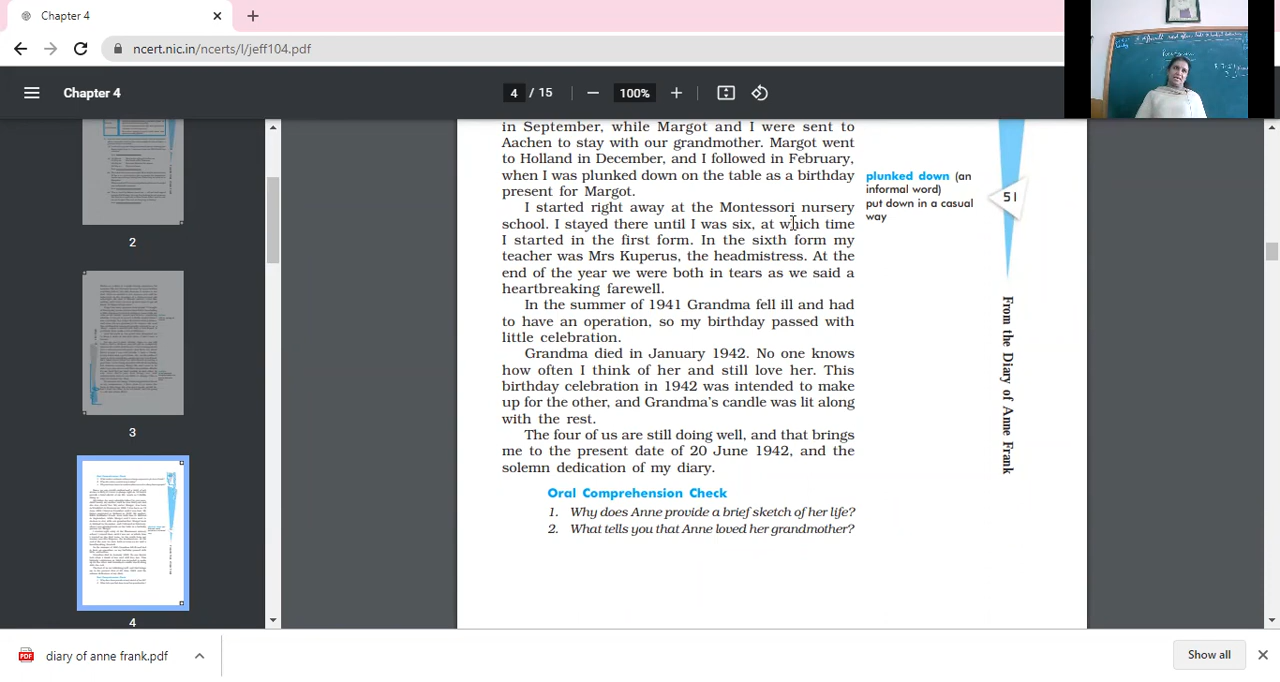 Chapter 4
ncert.nic.in/ncerts/l/jeff104.pdf
Chapter 4
4 / 15
100%
2
3
4
in September, while Margot and I were sent to
Aachen to stay with our grandmother. Margot went
to Holland in December, and I followed in February,
when I was plunked down on the table as a birthday
present for Margot.
I started right away at the Montessori nursery
school. I stayed there until I was six, at which time
I started in the first form. In the sixth form my
teacher was Mrs Kuperus, the headmistress. At the
end of the year we were both in tears as we said a
heartbreaking farewell.
In the summer of 1941 Grandma fell ill and had
to have an operation, so my birthday passed with
little celebration.
Grandma died in January 1942. No one knows
how often I think of her and still love her. This
birthday celebration in 1942 was intended to make
up for the other, and Grandma's candle was lit along
with the rest.
The four of us are still doing well, and that brings
me to the present date of 20 June 1942, and the
solemn dedication of my diary.
Oral Comprehension Check
1. Why does Anne provide a brief sketch of her life?
2. What tells you that Anne loved her grandmother?
plunked down (an
informal word)
put down in a casual
way
51
From the Diary of Anne Frank
diary of anne frank.pdf
Show all